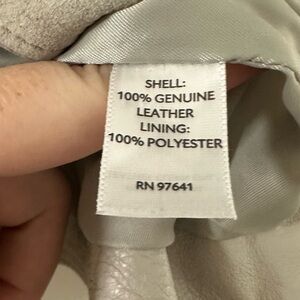 SHELL:
100% GENUINE
LEATHER
LINING:
100% POLYESTER
RN 97641